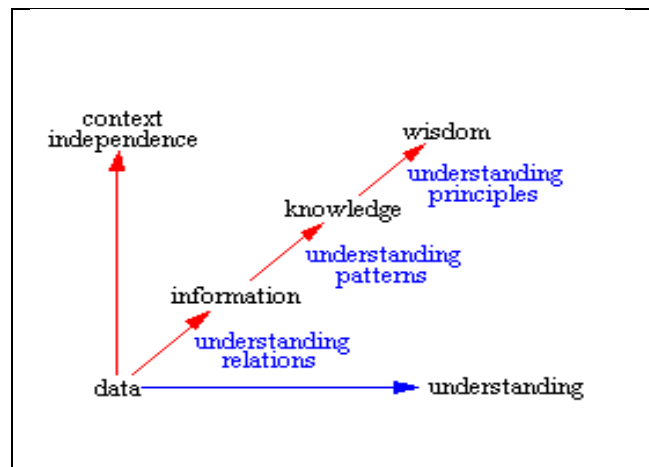 context
independence
wisdom
understanding
principles
knowledge
understanding
patterns
information
understanding
relations
data
understanding